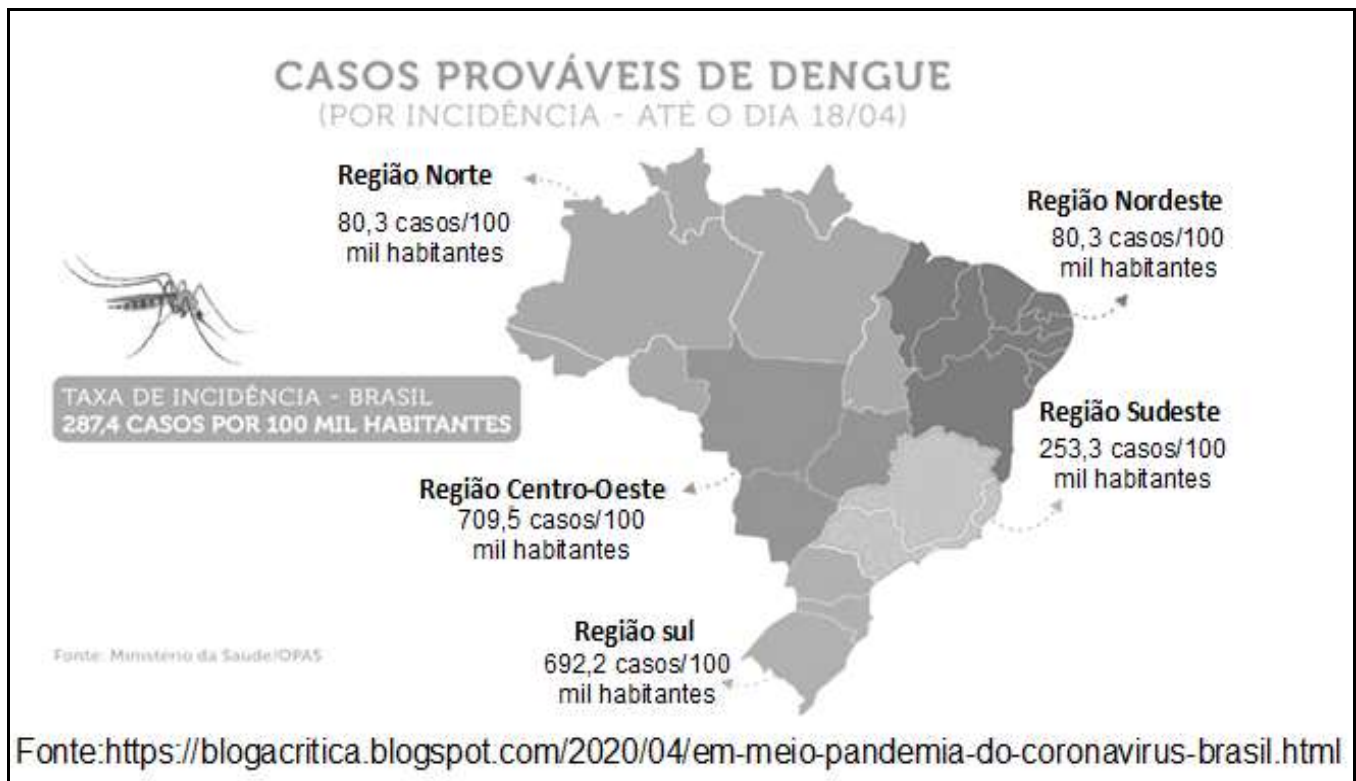 CASOS PROVÁVEIS DE DENGUE
(POR INCIDÊNCIA - ATÉ O DIA 18/04)
Região Norte
80,3 casos/100
mil habitantes
Região Nordeste
80,3 casos/100
mil habitantes
TAXA DE INCIDÊNCIA - BRASIL
287,4 CASOS POR 100 MIL HABITANTES
Região Sudeste
253,3 casos/100
mil habitantes
Região Centro-Oeste
709,5 casos/100
mil habitantes
Região sul
692,2 casos/100
mil habitantes
Fonte: Ministério da Saúde/OPAS
Fonte:https://blogacritica.blogspot.com/2020/04/em-meio-pandemia-do-coronavirus-brasil.html